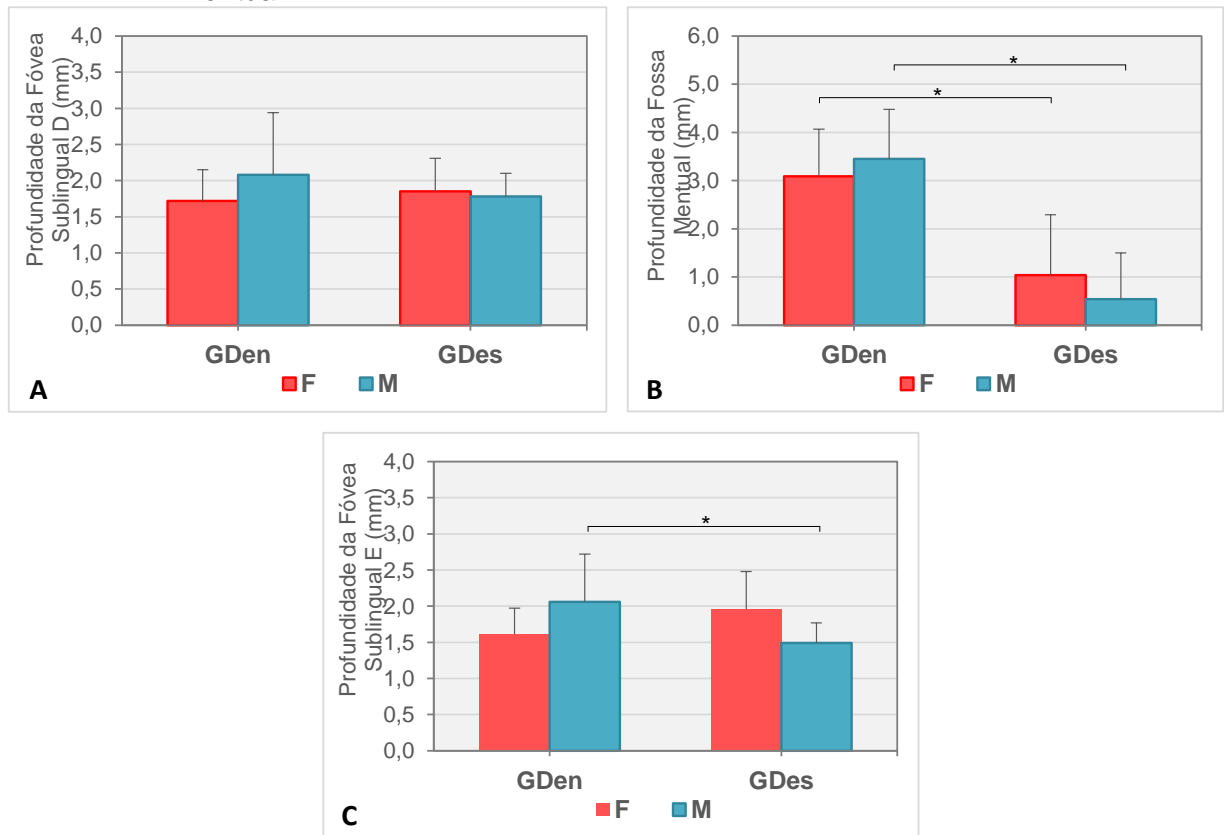 4,0
3,5
3,0
2,5
2,0
1,5
1,0
0,5
0,0
Profundidade da Fóvea
Sublingual D (mm)
GDen
GDes
F
M
A
6,0
5,0
4,0
3,0
2,0
1,0
0,0
Profundidade da Fossa
Mentual (mm)
*
*
GDen
GDes
F
M
B
4,0
3,5
3,0
2,5
2,0
1,5
1,0
0,5
0,0
Profundidade da Fóvea
Sublingual E (mm)
*
GDen
GDes
F
M
C